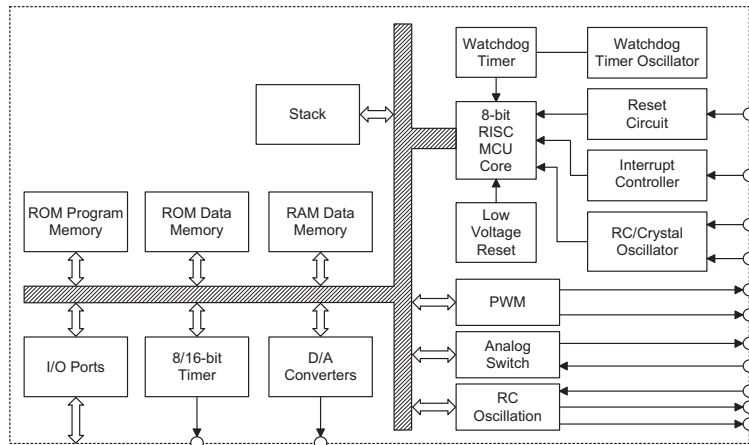 Watchdog
Timer
Watchdog
Timer Oscillator
Stack
8-bit
RISC
MCU
Core
Reset
Circuit
Interrupt
Controller
ROM Program
Memory
ROM Data
Memory
RAM Data
Memory
Low
Voltage
Reset
RC/Crystal
Oscillator
PWM
I/O Ports
8/16-bit
Timer
D/A
Converters
Analog
Switch
RC
Oscillation